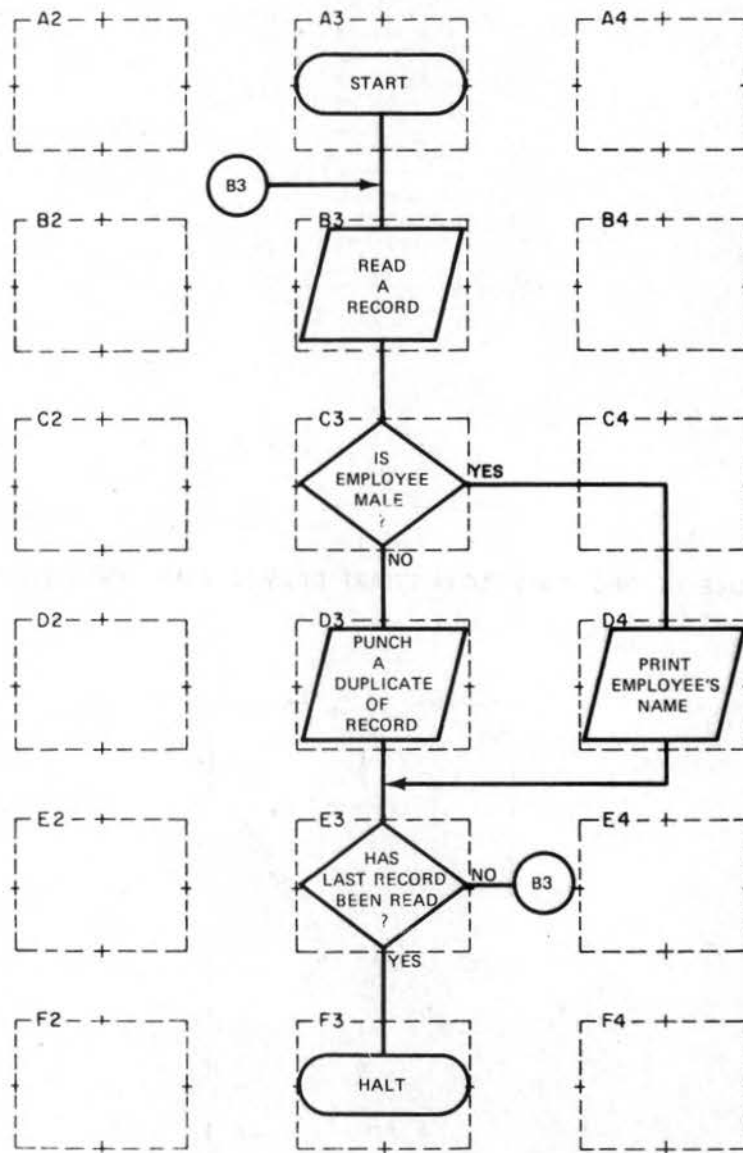 A2
A3
A4
START
B3
B2
B3
B4
READ
A
RECORD
C2
C3
C4
IS
EMPLOYEE
MALE
?
YES
NO
D2
D3
D4
PUNCH
A
DUPLICATE
OF
RECORD
PRINT
EMPLOYEE'S
NAME
E2
E3
E4
HAS
LAST RECORD
BEEN READ
?
NO
B3
YES
F2
F3
F4
HALT